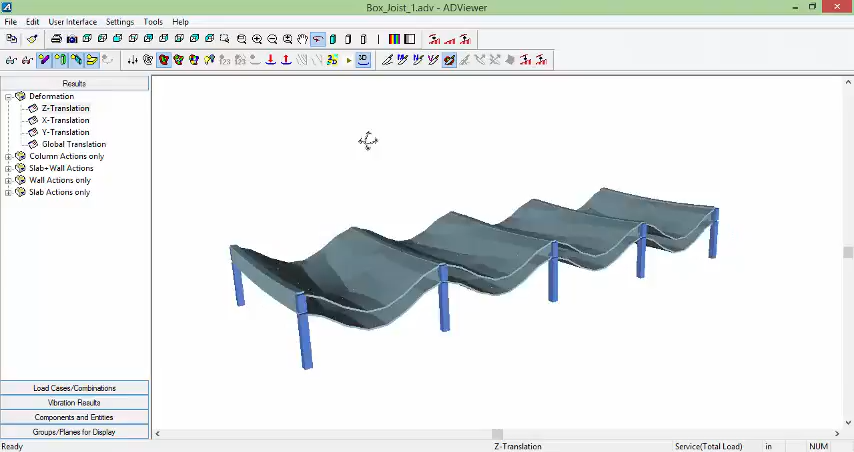 Box_Joist_1.adv - ADViewer
File Edit User Interface Settings Tools Help
Results
Deformation
Z-Translation
X-Translation
Y-Translation
Global Translation
Column Actions only
Slab+Wall Actions
Wall Actions only
Slab Actions only
Load Cases/Combinations
Vibration Results
Components and Entities
Groups/Planes for Display
Ready Z-Translation Service(Total Load) in NUM